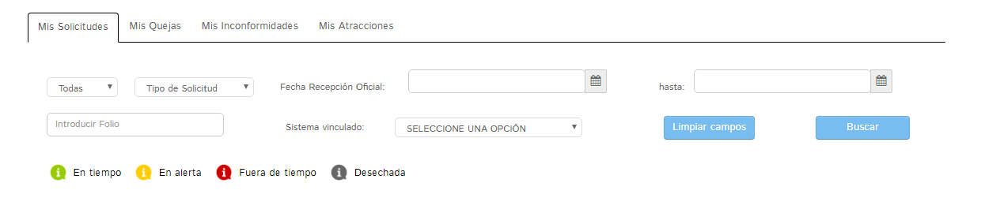 Mis Solicitudes Mis Quejas Mis Inconformidades Mis Atracciones
Todas Tipo de Solicitud Fecha Recepción Oficial: hasta:
Introducir Folio Sistema vinculado: SELECCIONE UNA OPCIÓN Limpiar campos Buscar
En tiempo En alerta Fuera de tiempo Desechada